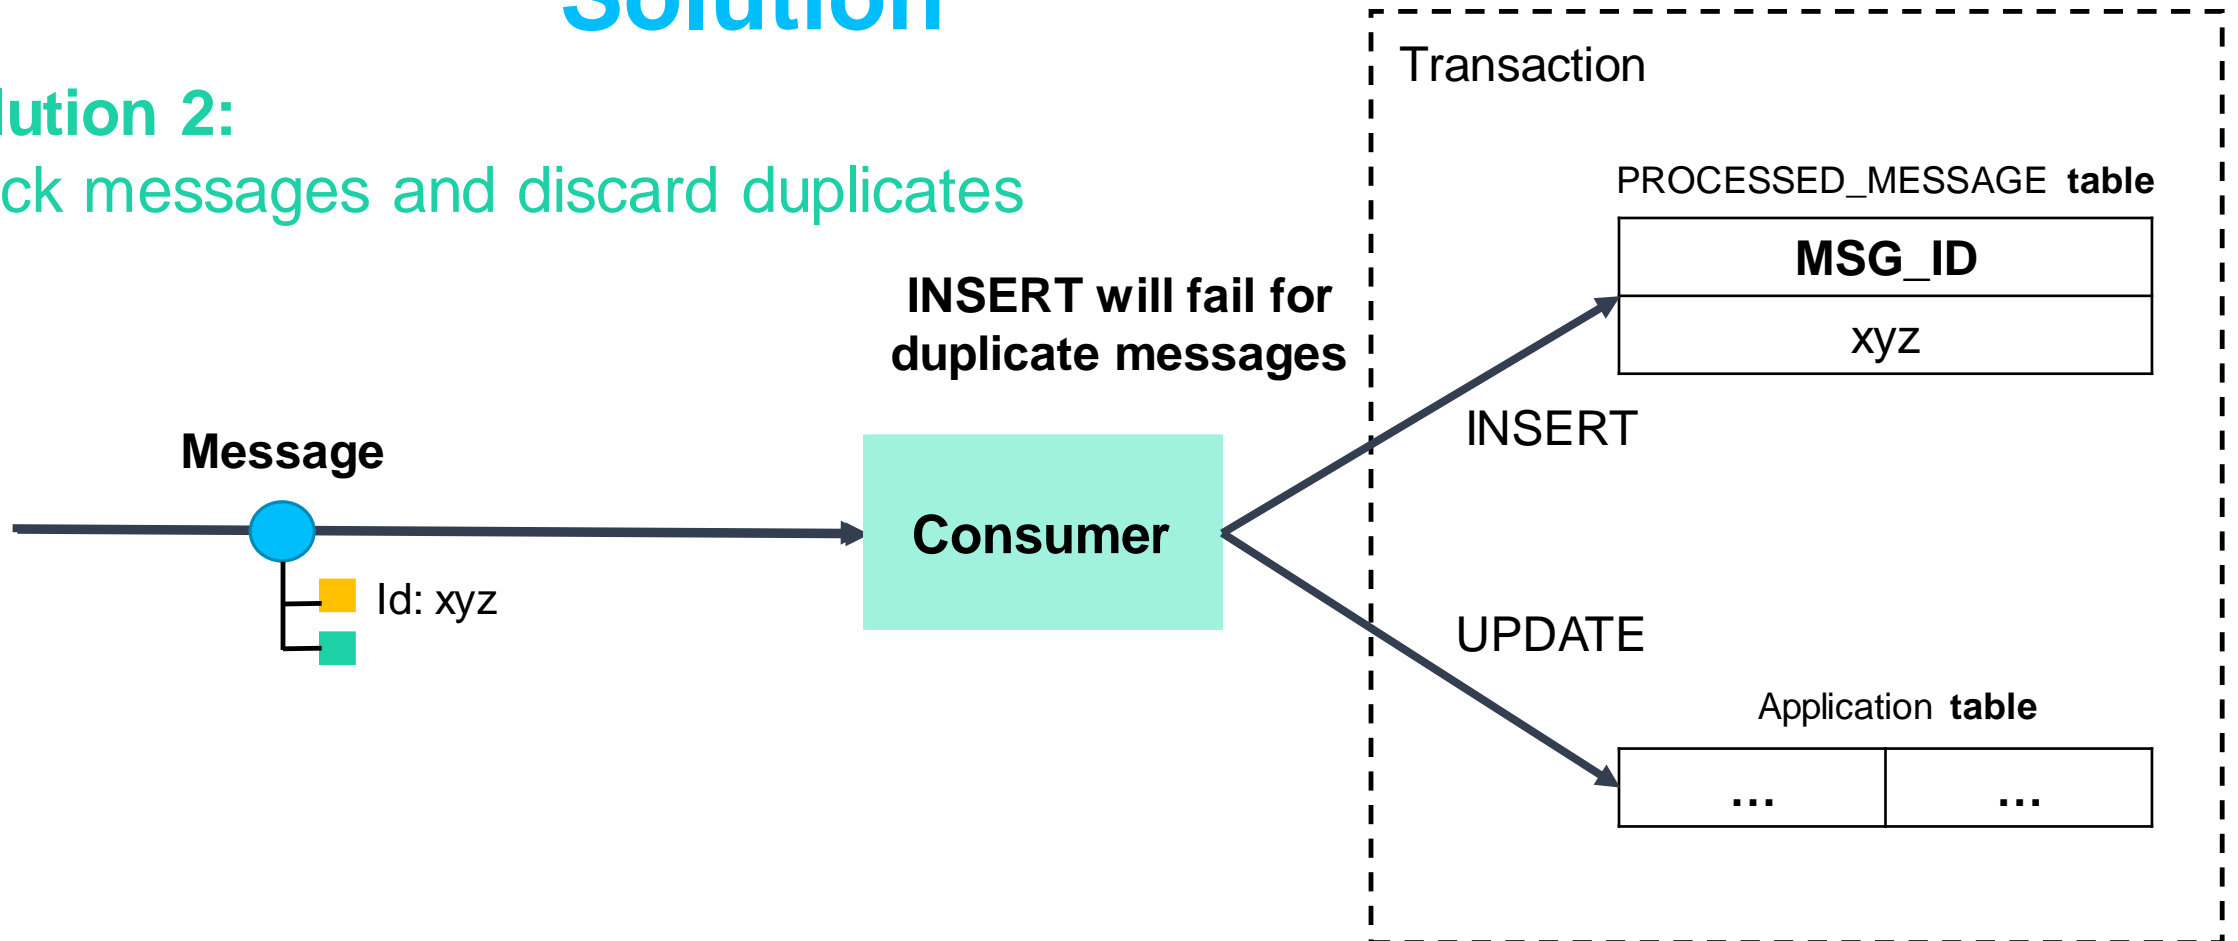 Solution
lution 2:
ck messages and discard duplicates
Transaction
PROCESSED_MESSAGE table
MSG_ID
xyz
INSERT will fail for
duplicate messages
INSERT
Message
Consumer
Id: xyz
UPDATE
Application table
... ...